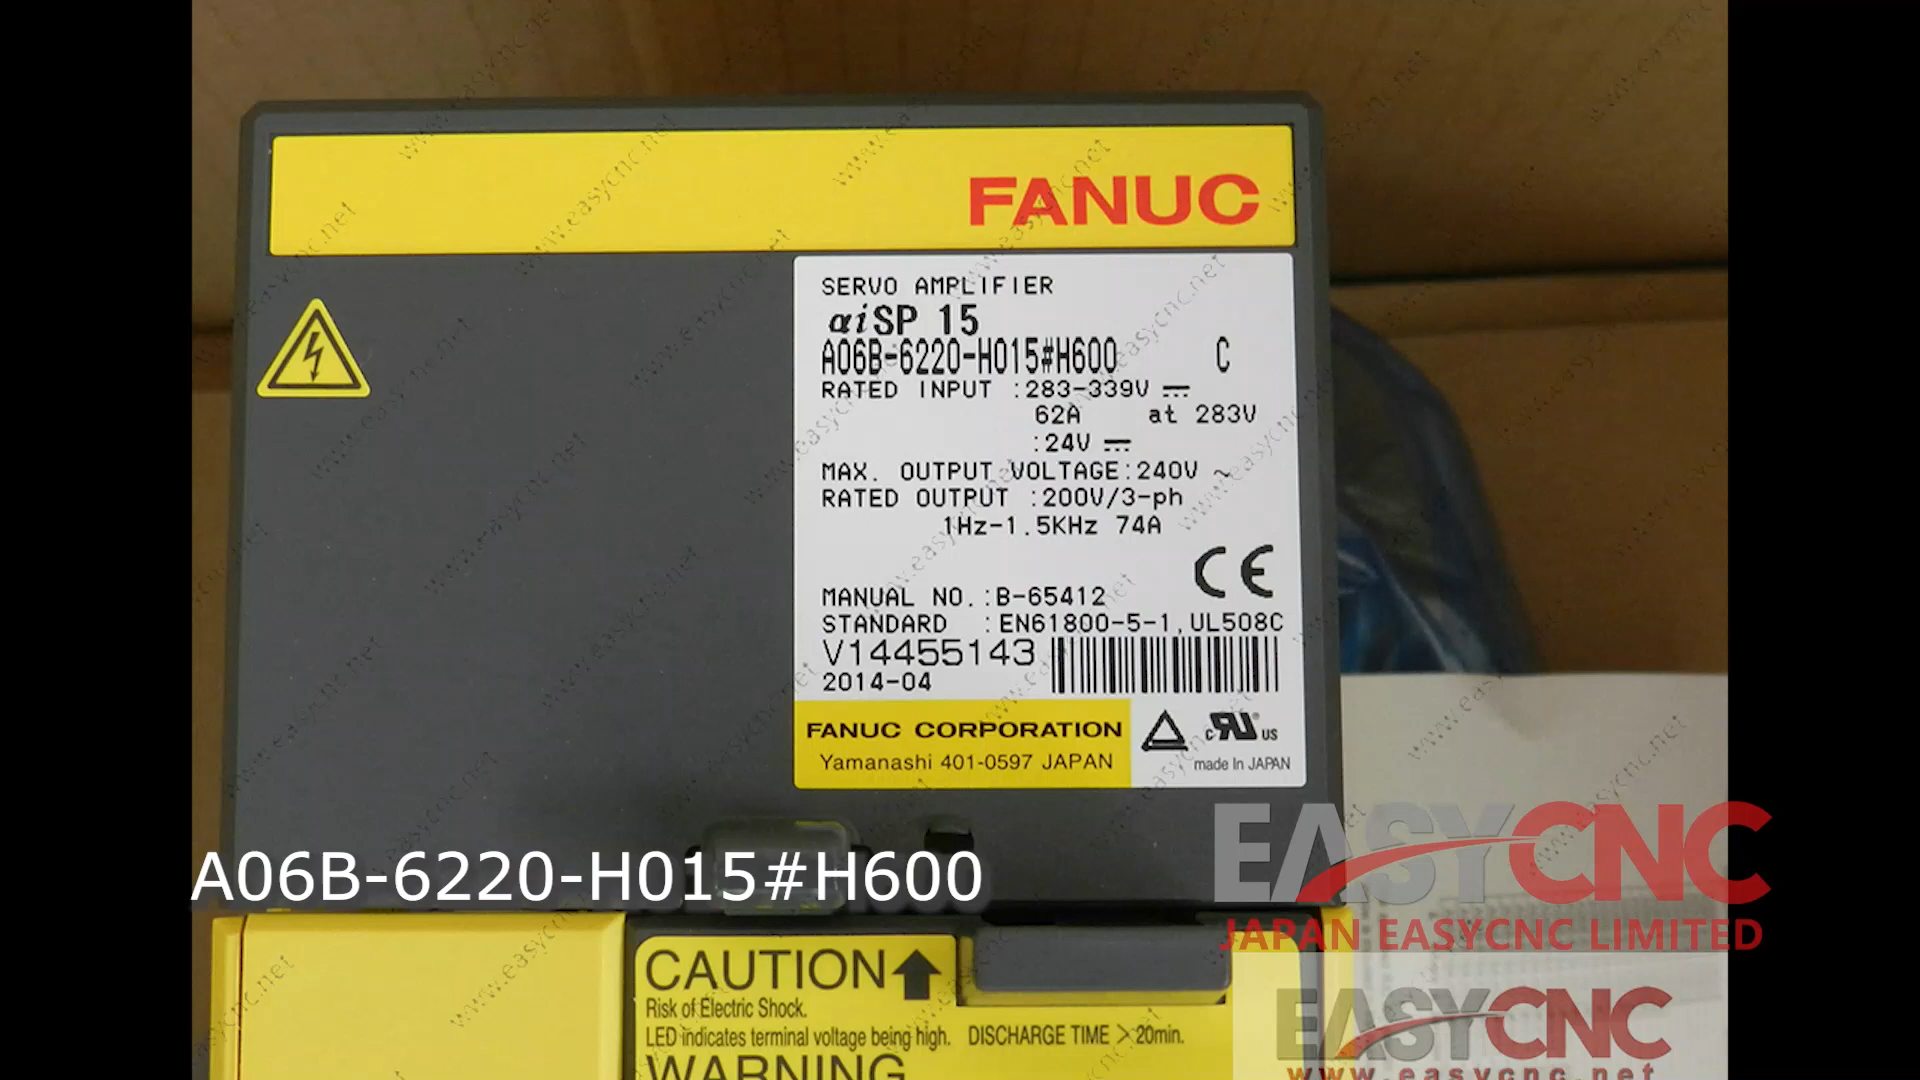 FANUC
SERVO AMPLIFIER
αiSP 15
A06B-6220-H015#H600 C
RATED INPUT :283-339V
62A at 283V
:24V
MAX. OUTPUT VOLTAGE:240V ~
RATED OUTPUT :200V/3-ph
1Hz-1.5KHz 74A
CE
MANUAL NO.:B-65412
STANDARD :EN61800-5-1,UL508C
V14455143
2014-04
FANUC CORPORATION
Yamanashi 401-0597 JAPAN
c RU US
made In JAPAN
A06B-6220-H015#H600
EASYCNC
JAPAN EASYCNC LIMITED
CAUTION
Risk of Electric Shock.
LED indicates terminal voltage being high. DISCHARGE TIME > 20min.
WARNING
EASYCNC
www.easycnc.net